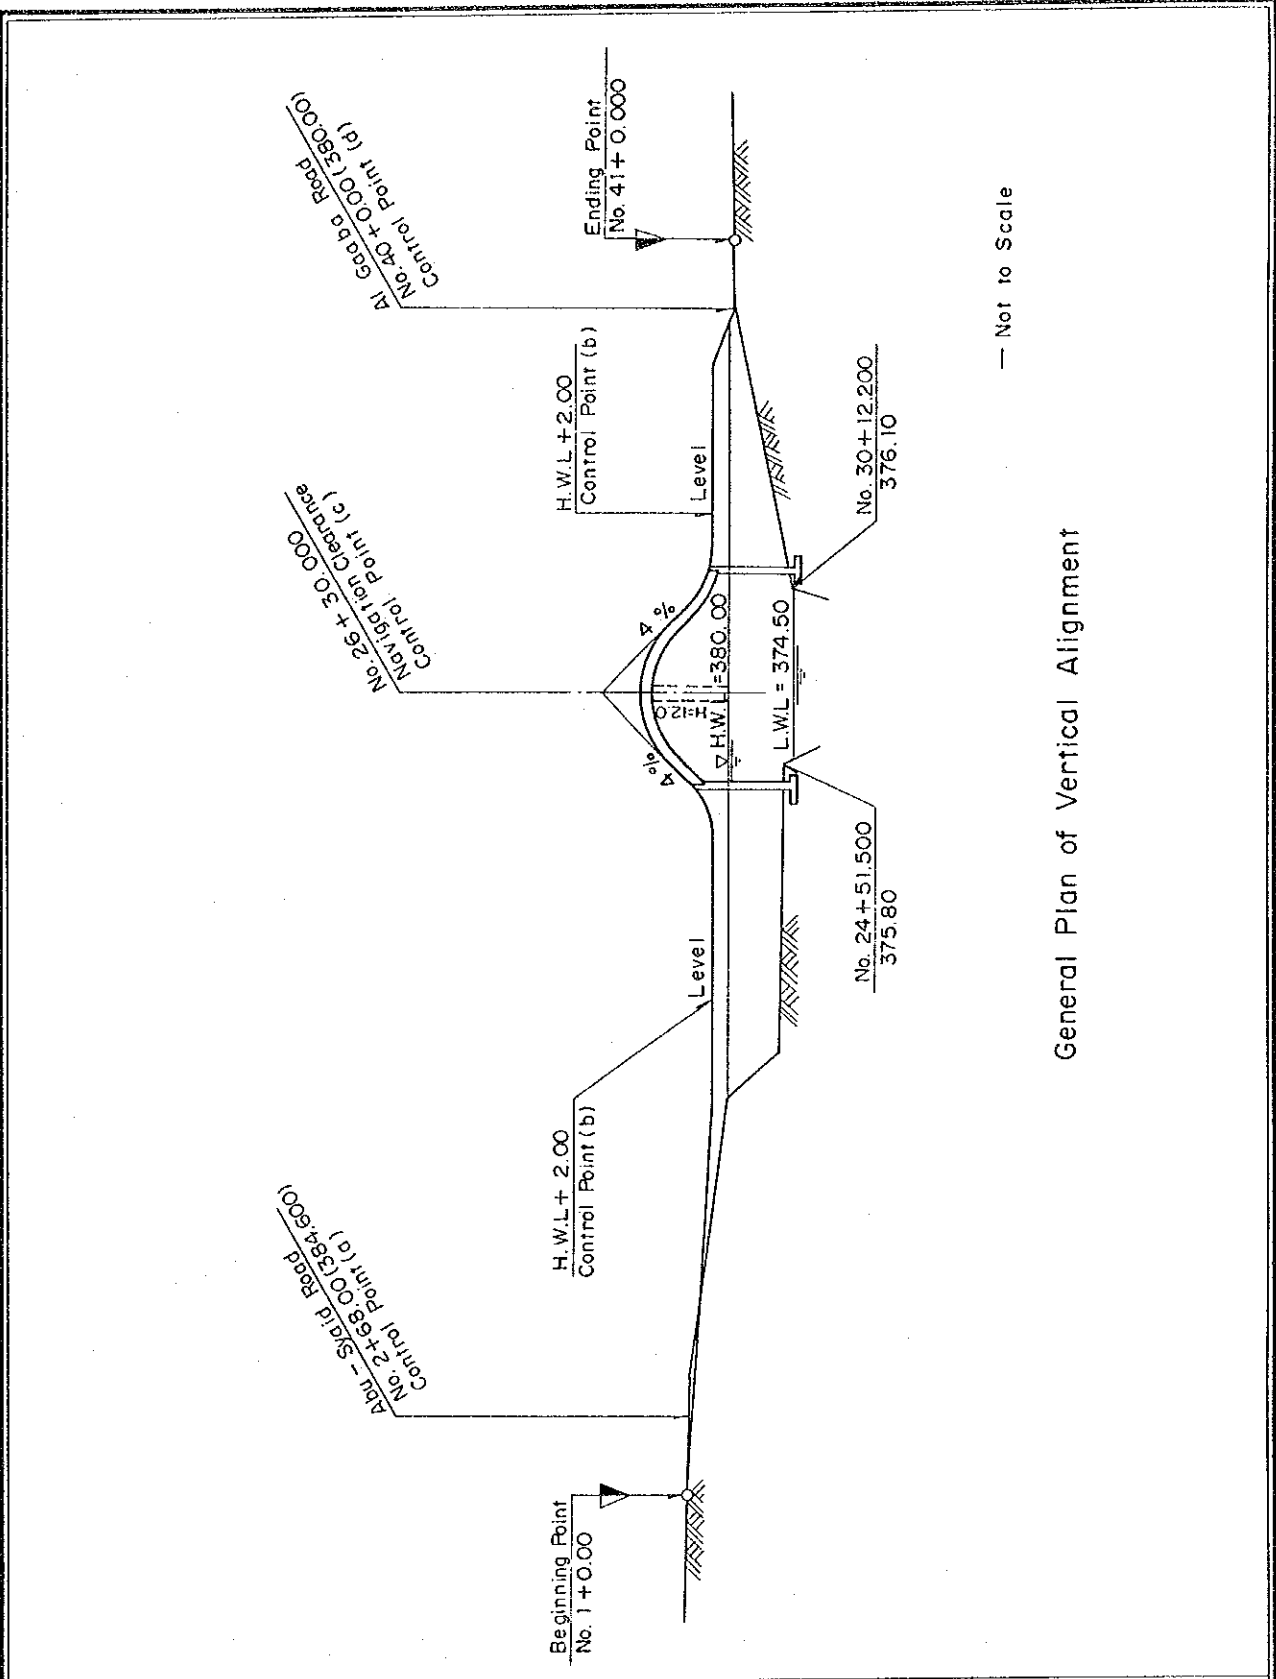 Abu - Syaid Road
No. 2+68.00 (384.600)
Control Point (a)
No. 26 + 30.000
Navigation Clearance
Control Point (c)
Al Gaaba Road
No. 40 + 0.00 (380.00)
Control Point (d)
Beginning Point
No. 1 + 0.00
H.W.L + 2.00
Control Point (b)
H.W.L + 2.00
Control Point (b)
Ending Point
No. 41 + 0.000
Level
4 %
4 %
Level
H=12.0
H.W. =380.00
L.W.L = 374.50
No. 24 + 51.500
375.80
No. 30+12.200
376.10
— Not to Scale
General Plan of Vertical Alignment